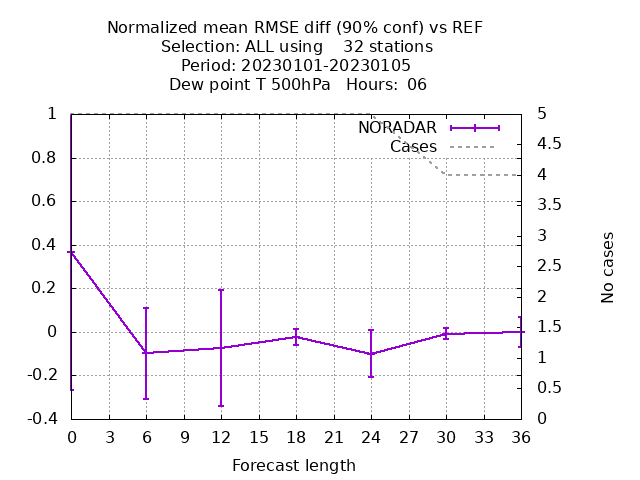 Normalized mean RMSE diff (90% conf) vs REF
Selection: ALL using    32 stations
Period: 20230101-20230105
Dew point T 500hPa   Hours:  06
NORADAR
Cases
1
0.8
0.6
0.4
0.2
0
-0.2
-0.4
5
4.5
4
3.5
3
2.5
2
1.5
1
0.5
0
No cases
0 3 6 9 12 15 18 21 24 27 30 33 36
Forecast length